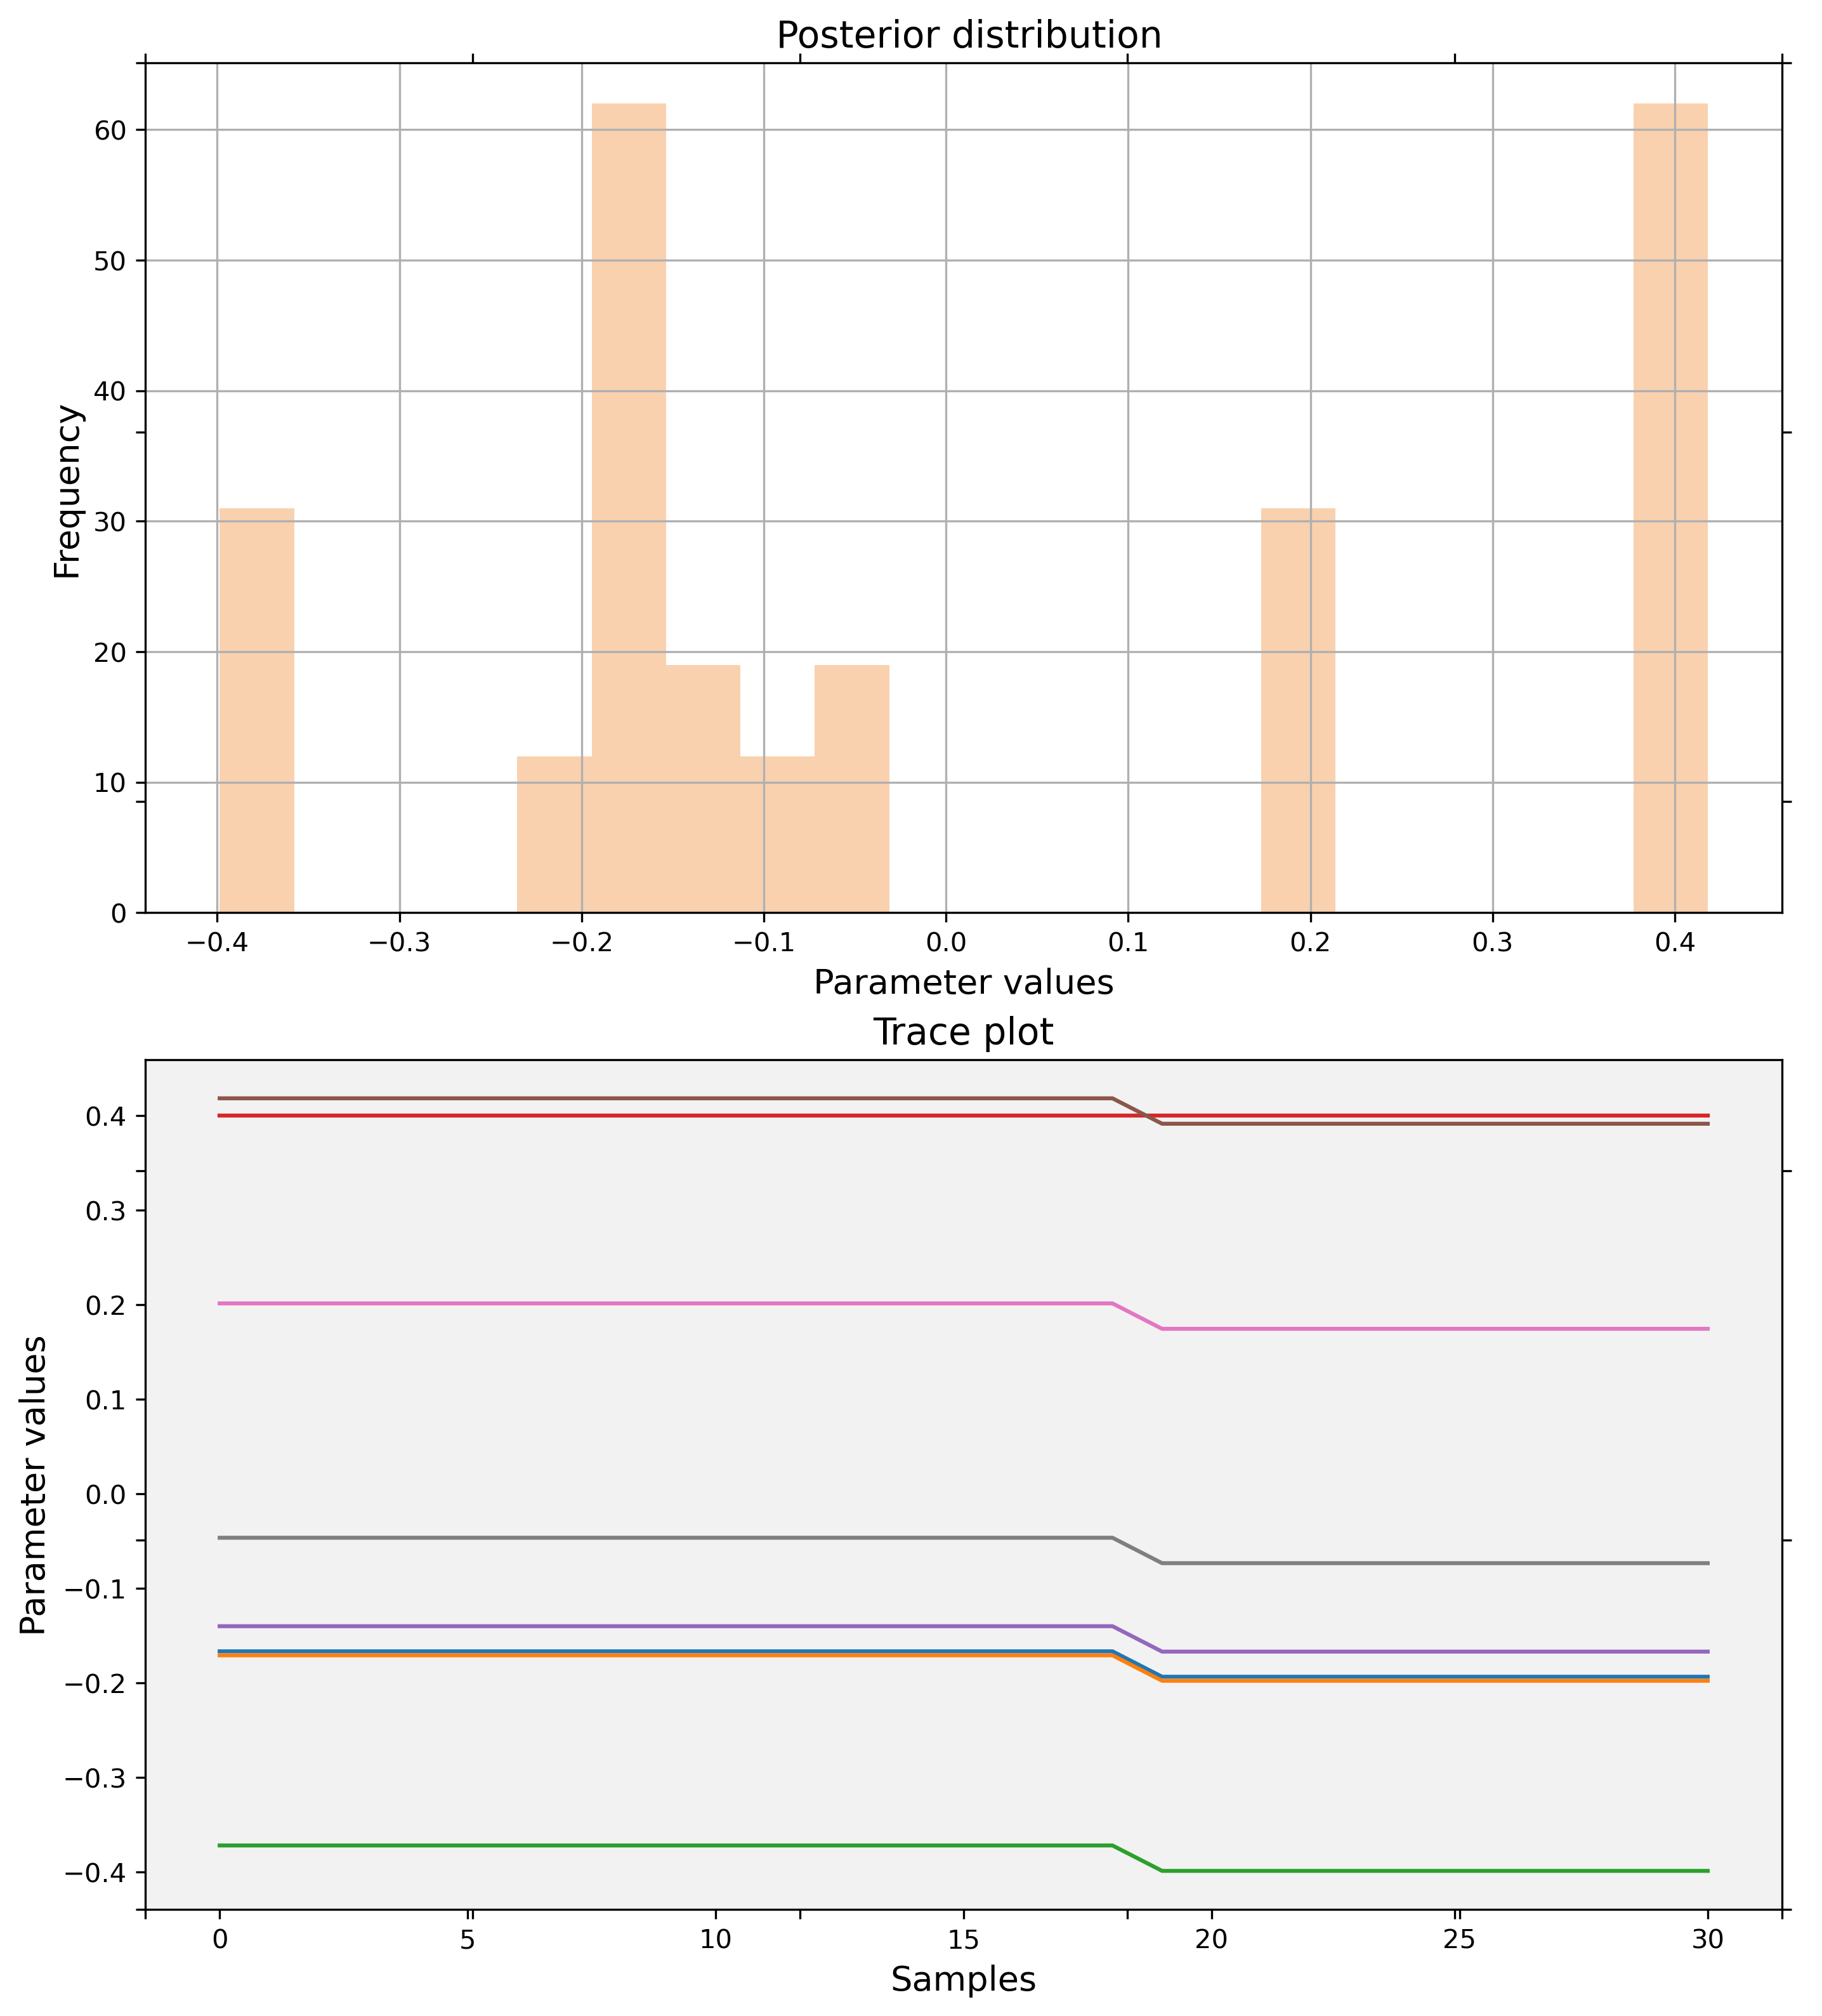 Posterior distribution
60
50
40
30
20
10
0
Frequency
−0.4 −0.3 −0.2 −0.1 0.0 0.1 0.2 0.3 0.4
Parameter values
Trace plot
0.4
0.3
0.2
0.1
0.0
−0.1
−0.2
−0.3
−0.4
Parameter values
0 5 10 15 20 25 30
Samples